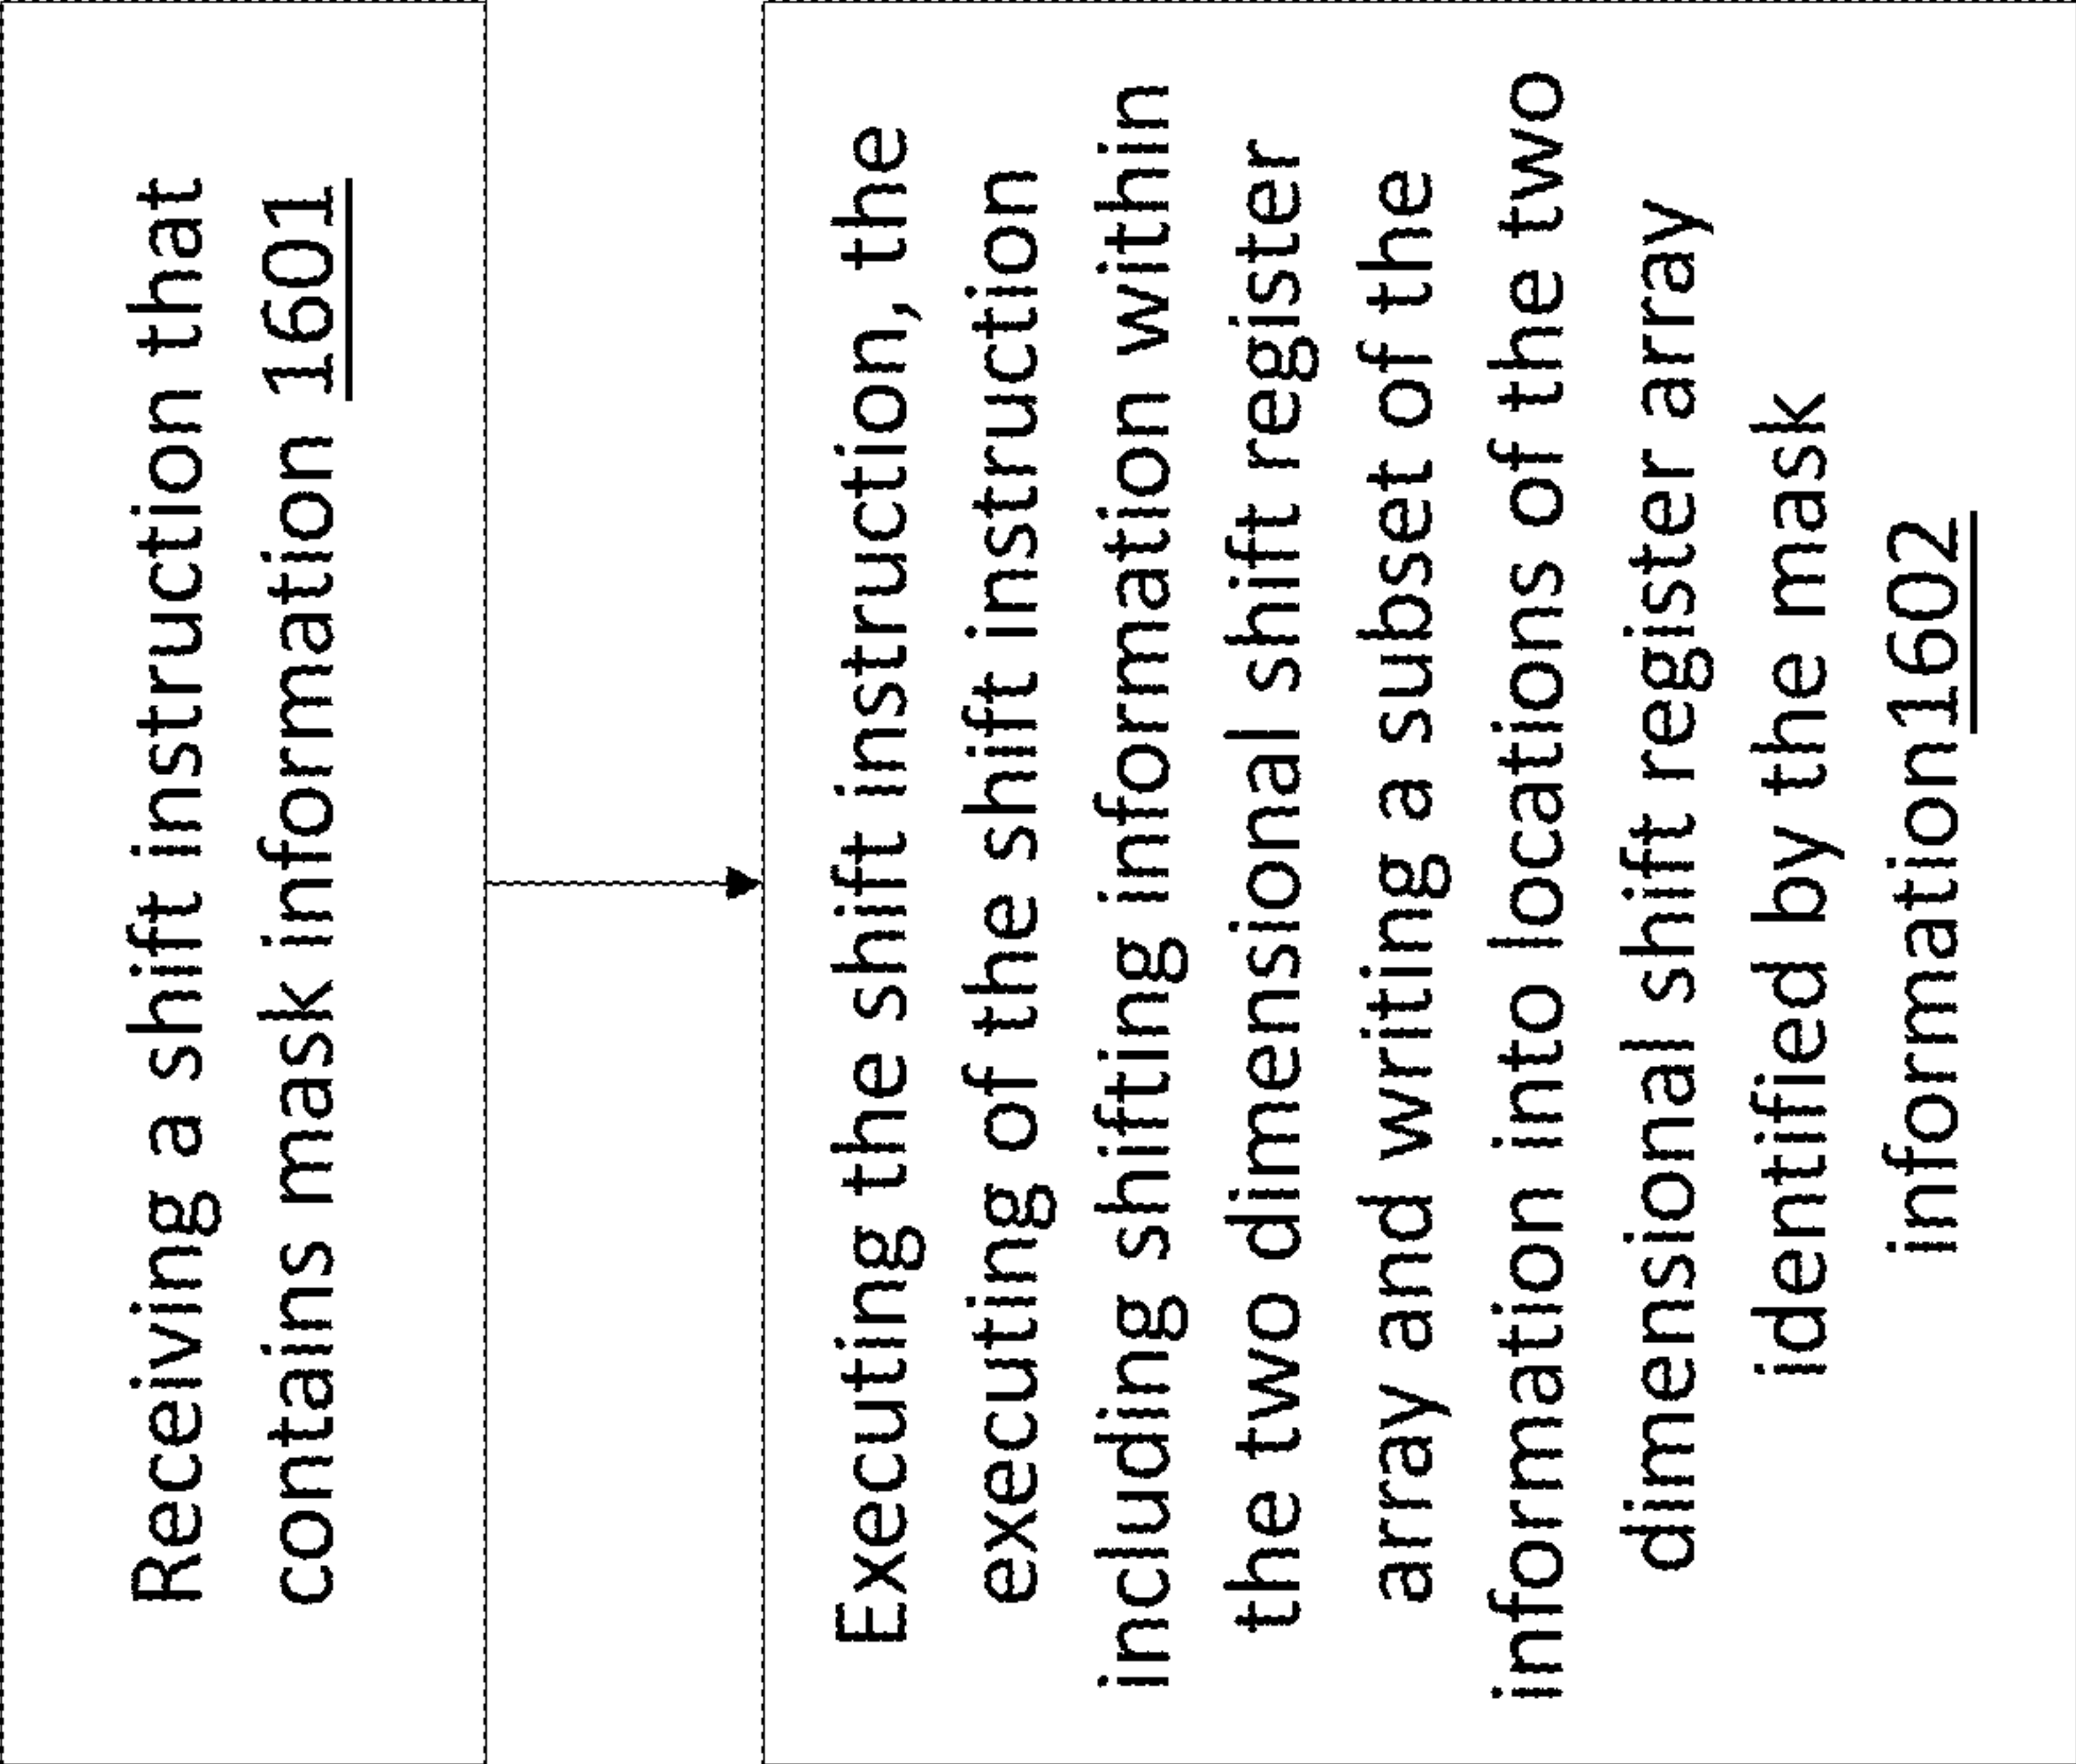 Receiving a shift instruction that
contains mask information 1601
Executing the shift instruction, the
executing of the shift instruction
including shifting information within
the two dimensional shift register
array and writing a subset of the
information into locations of the two
dimensional shift register array
identified by the mask
information1602